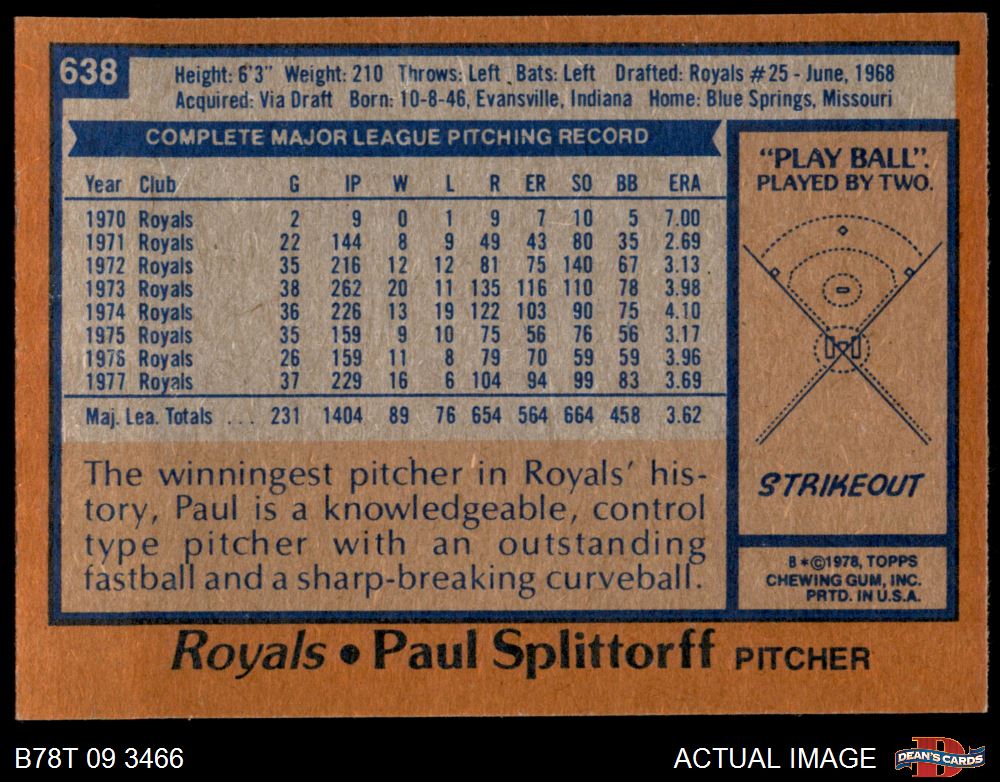 638
Height: 6'3" Weight: 210 Throws: Left Bats: Left Drafted: Royals #25 - June, 1968
Acquired: Via Draft Born: 10-8-46, Evansville, Indiana Home: Blue Springs, Missouri
COMPLETE MAJOR LEAGUE PITCHING RECORD
Year Club G IP W L R ER SO BB ERA
1970 Royals 2 9 0 1 9 7 10 5 7.00
1971 Royals 22 144 8 9 49 43 80 35 2.69
1972 Royals 35 216 12 12 81 75 140 67 3.13
1973 Royals 38 262 20 11 135 116 110 78 3.98
1974 Royals 36 226 13 19 122 103 90 75 4.10
1975 Royals 35 159 9 10 75 56 76 56 3.17
1976 Royals 26 159 11 8 79 70 59 59 3.96
1977 Royals 37 229 16 6 104 94 99 83 3.69
Maj. Lea. Totals ... 231 1404 89 76 654 564 664 458 3.62
The winningest pitcher in Royals' his-
tory, Paul is a knowledgeable, control
type pitcher with an outstanding
fastball and a sharp-breaking curveball.
"PLAY BALL".
PLAYED BY TWO.
STRIKEOUT
B*©1978, TOPPS
CHEWING GUM, INC.
PRTD. IN U.S.A.
Royals • Paul Splittorff PITCHER
B78T 09 3466
ACTUAL IMAGE
D
DEAN'S CARDS